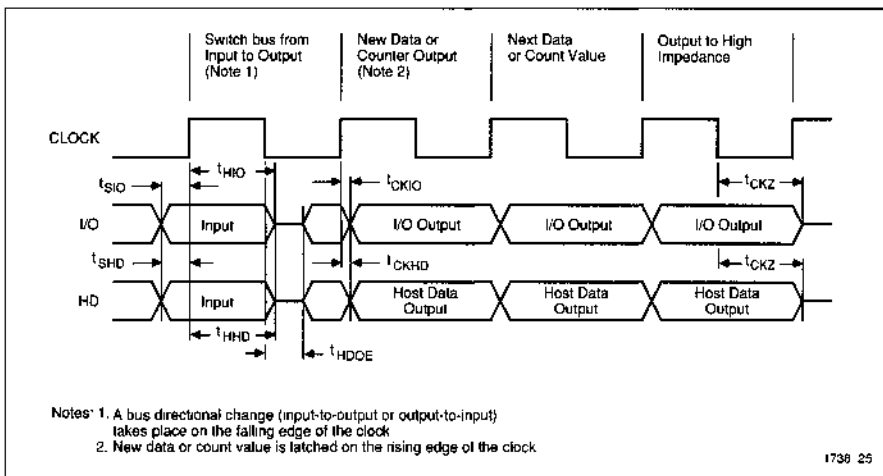 Switch bus from
Input to Output
(Note 1)
New Data or
Counter Output
(Note 2)
Next Data
or Count Value
Output to High
Impedance
CLOCK
tHIO
tSIO
tCKIO
tCKZ
I/O
Input
I/O Output
I/O Output
I/O Output
tSHD
tCKHD
tCKZ
HD
Input
Host Data
Output
Host Data
Output
Host Data
Output
tHHD
tHDOE
Notes: 1. A bus directional change (input-to-output or output-to-input)
takes place on the falling edge of the clock
2. New data or count value is latched on the rising edge of the clock
1738 25